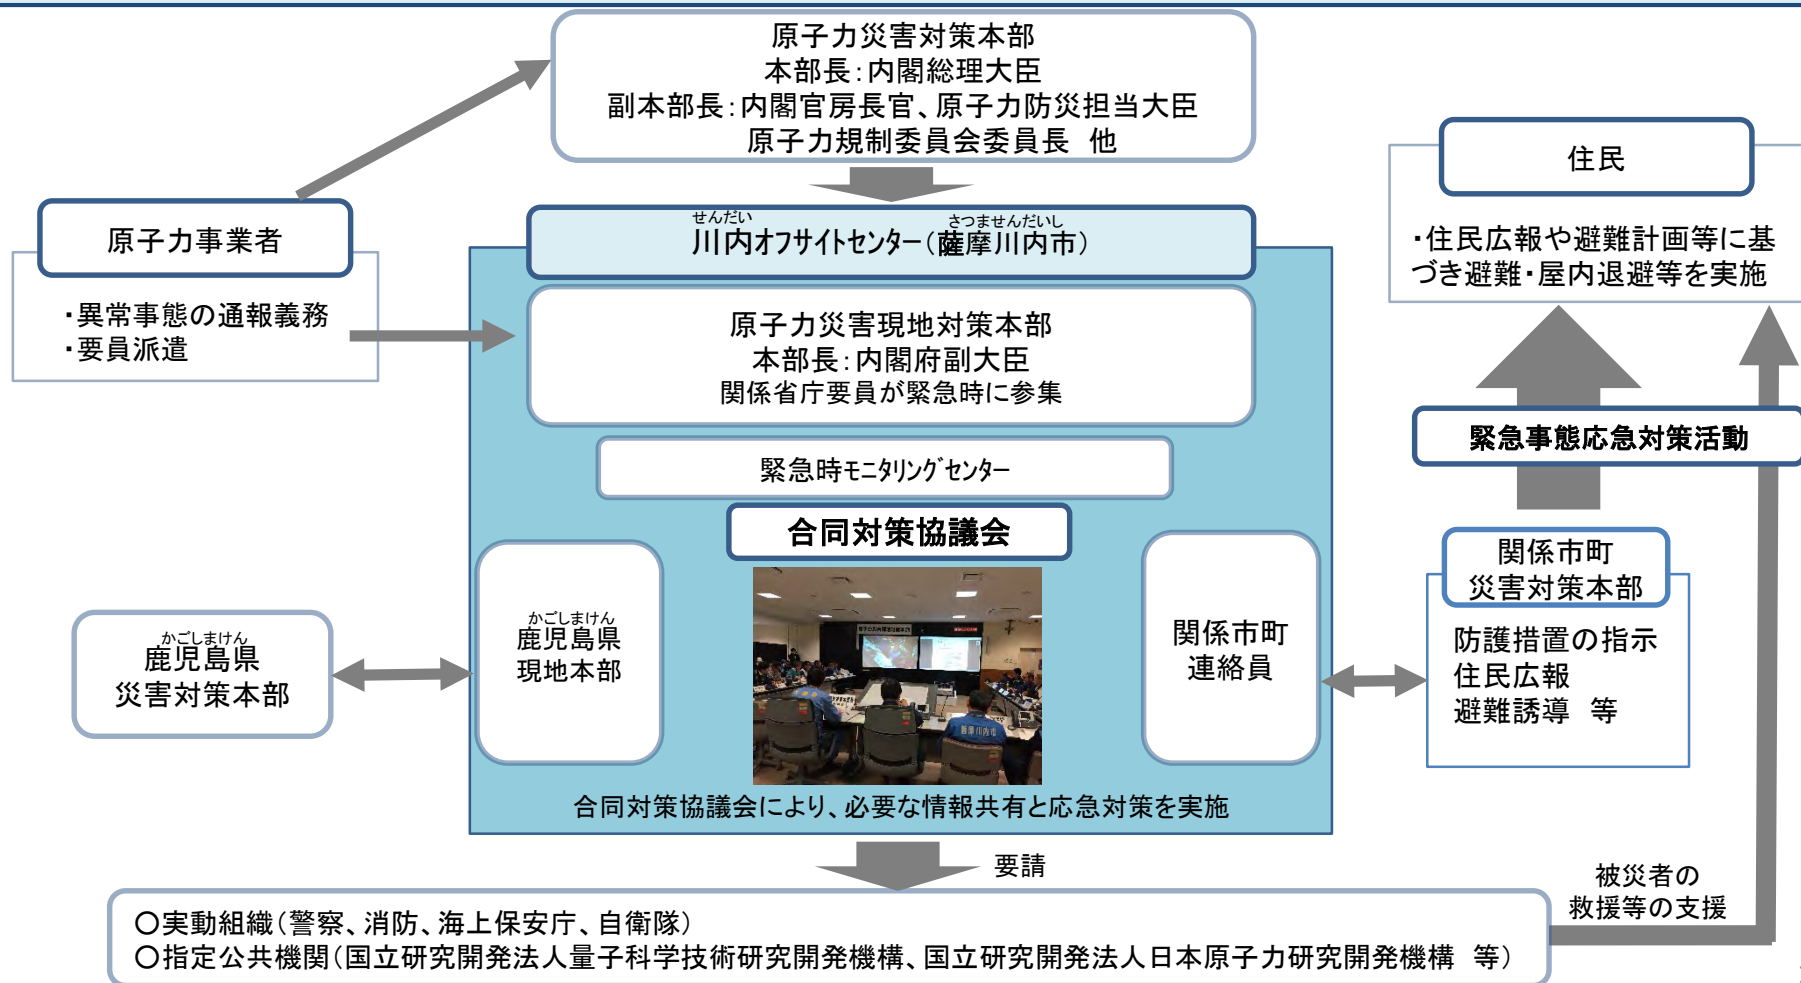 原子力災害対策本部
本部長：内閣総理大臣
副本部長：内閣官房長官、原子力防災担当大臣
原子力規制委員会委員長　他
住民
・住民広報や避難計画等に基
づき避難・屋内退避等を実施
原子力事業者
・異常事態の通報義務
・要員派遣
せんだい　さつませんだいし
川内オフサイトセンター（薩摩川内市）
原子力災害現地対策本部
本部長：内閣府副大臣
関係省庁要員が緊急時に参集
緊急時モニタリングセンター
合同対策協議会
緊急事態応急対策活動
かごしまけん
鹿児島県
災害対策本部
かごしまけん
鹿児島県
現地本部
薩摩川内市
関係市町
連絡員
関係市町
災害対策本部
防護措置の指示
住民広報
避難誘導　等
合同対策協議会により、必要な情報共有と応急対策を実施
要請
被災者の
救援等の支援
○実動組織（警察、消防、海上保安庁、自衛隊）
○指定公共機関（国立研究開発法人量子科学技術研究開発機構、国立研究開発法人日本原子力研究開発機構　等）